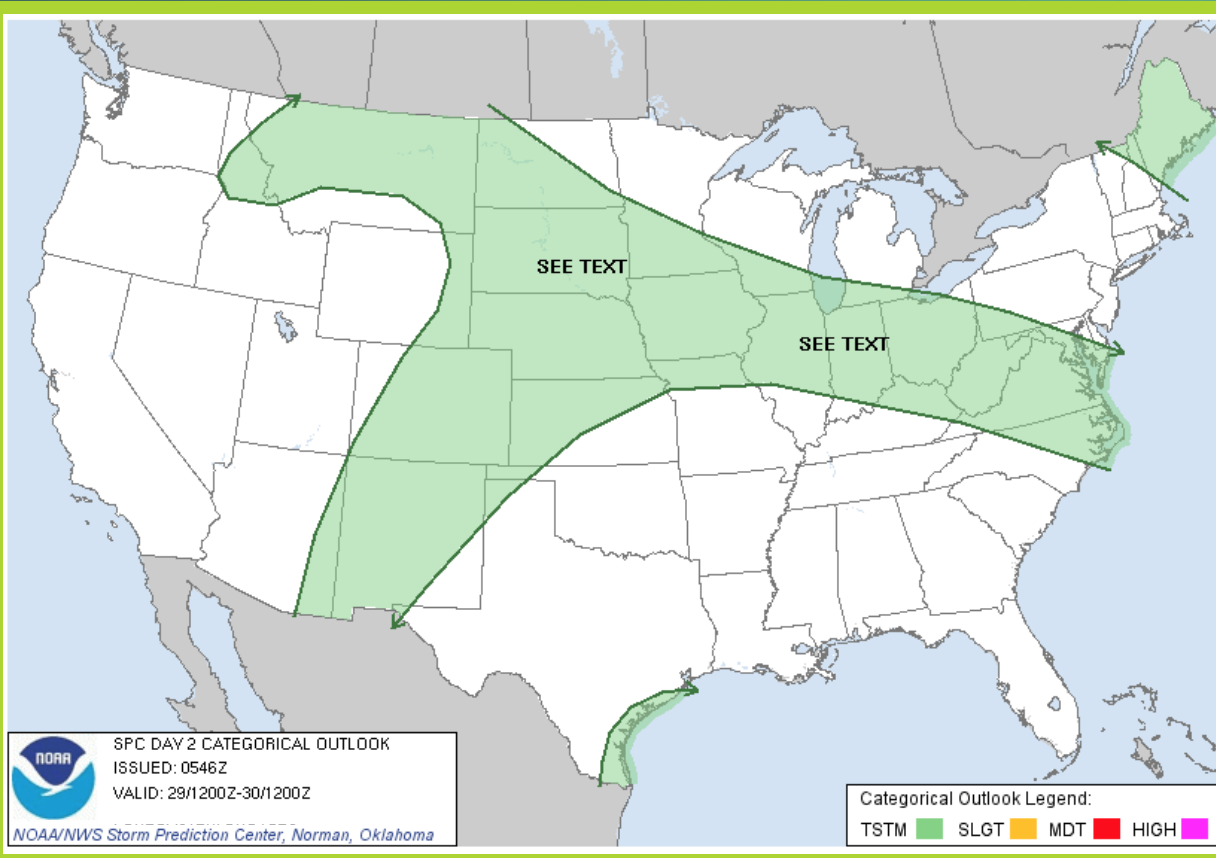 SEE TEXT
SEE TEXT
NOAA
SPC DAY 2 CATEGORICAL OUTLOOK
ISSUED: 0546Z
VALID: 29/1200Z-30/1200Z
NOAA/NWS Storm Prediction Center, Norman, Oklahoma
Categorical Outlook Legend:
TSTM SLGT MDT HIGH